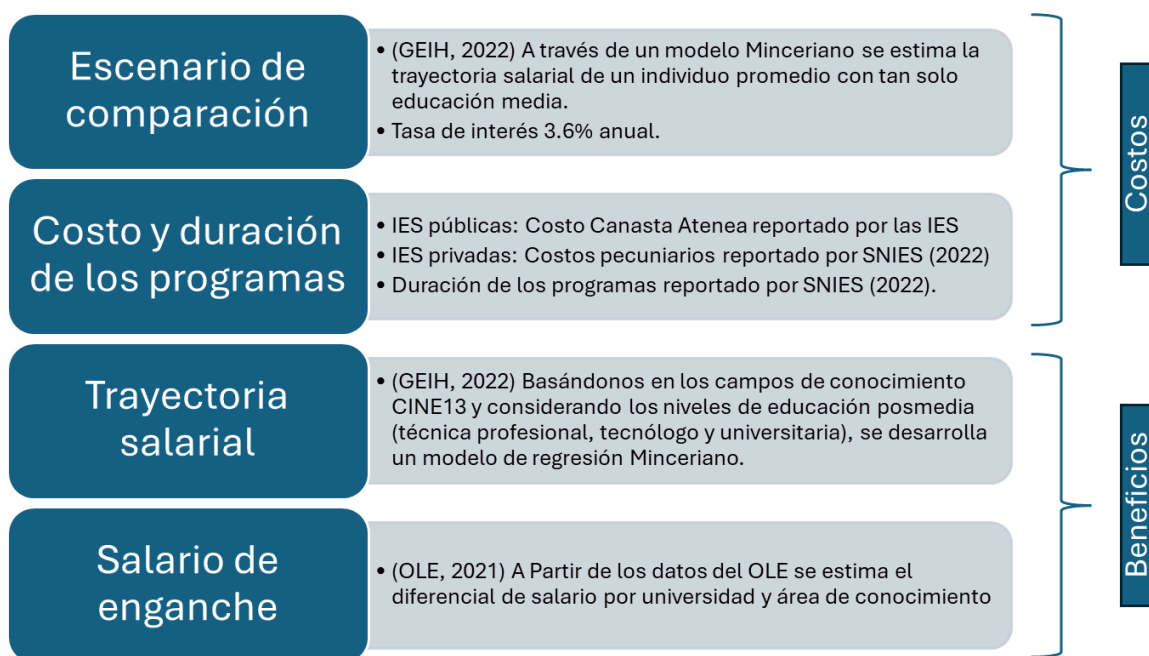 Escenario de
comparación
• (GEIH, 2022) A través de un modelo Minceriano se estima la
trayectoria salarial de un individuo promedio con tan solo
educación media.
• Tasa de interés 3.6% anual.
Costo y duración
de los programas
• IES públicas: Costo Canasta Atenea reportado por las IES
• IES privadas: Costos pecuniarios reportado por SNIES (2022)
• Duración de los programas reportado por SNIES (2022).
Costos
Trayectoria
salarial
• (GEIH, 2022) Basándonos en los campos de conocimiento
CINE13 y considerando los niveles de educación posmedia
(técnica profesional, tecnólogo y universitaria), se desarrolla
un modelo de regresión Minceriano.
Salario de
enganche
• (OLE, 2021) A Partir de los datos del OLE se estima el
diferencial de salario por universidad y área de conocimiento
Beneficios